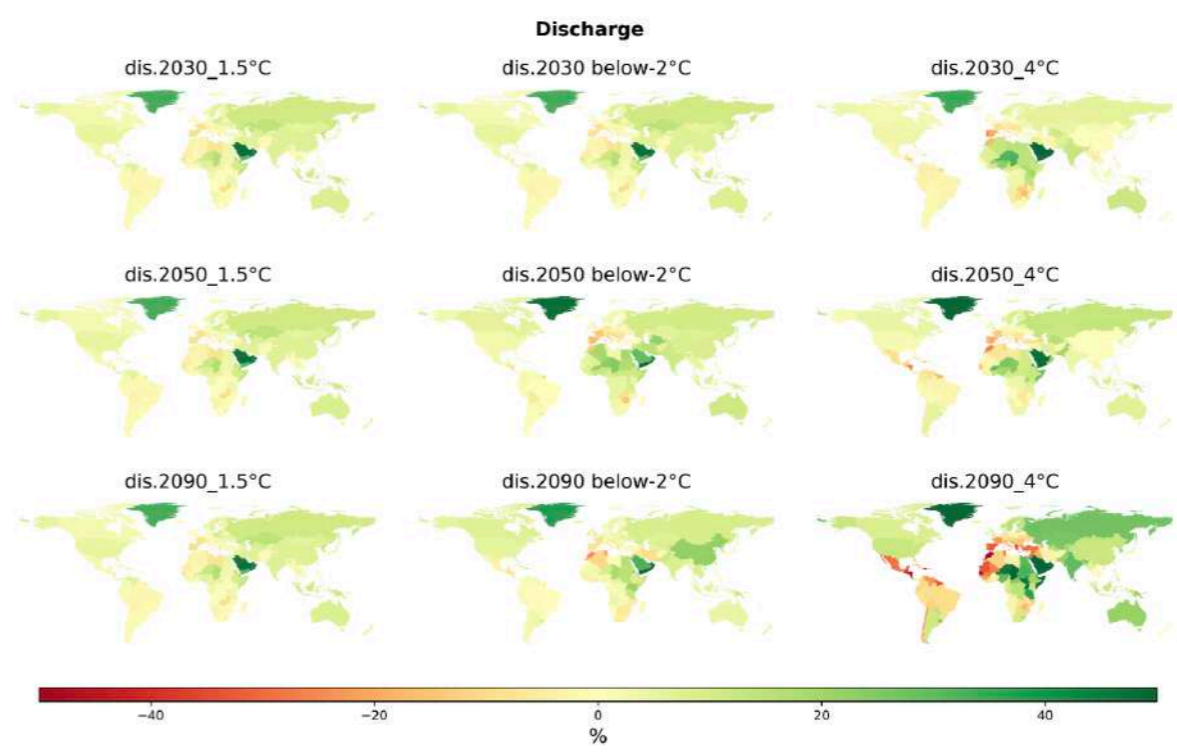 Discharge
dis.2030_1.5°C dis.2030 below-2°C dis.2030_4°C
dis.2050_1.5°C dis.2050 below-2°C dis.2050_4°C
dis.2090_1.5°C dis.2090 below-2°C dis.2090_4°C
−40 −20 0 20 40
%